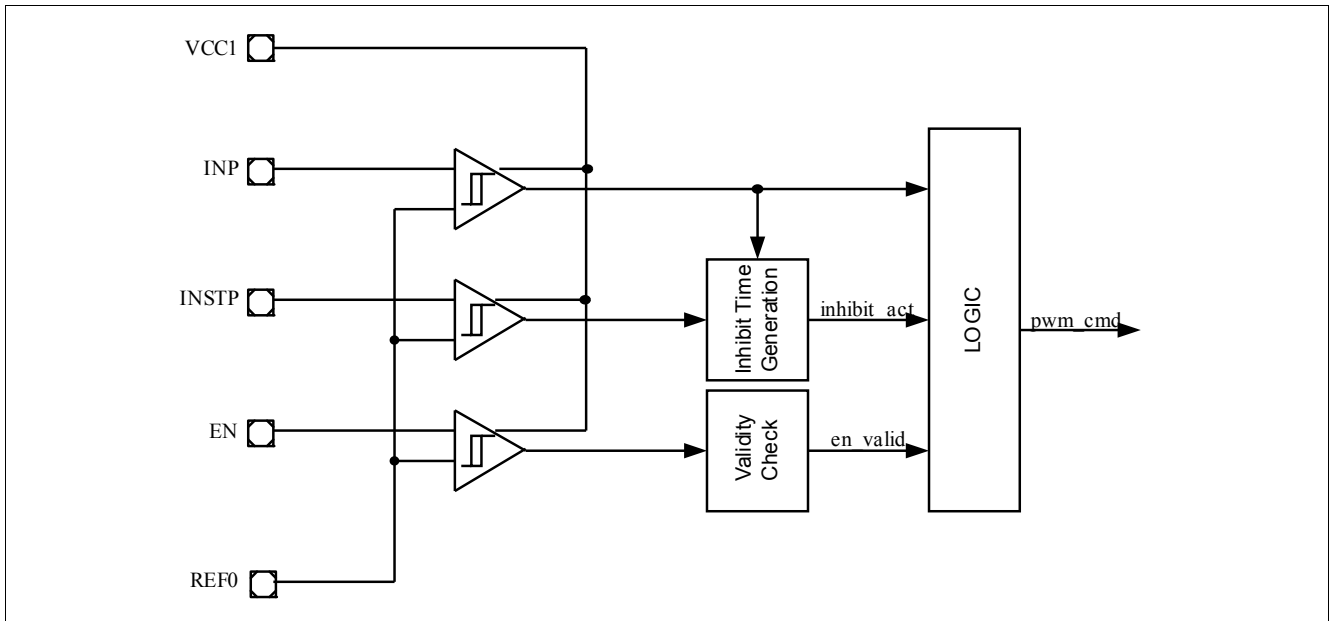 VCC1
INP
INSTP
EN
REF0
Inhibit Time
Generation
Validity
Check
inhibit_act
en_valid
LOGIC
pwm_cmd